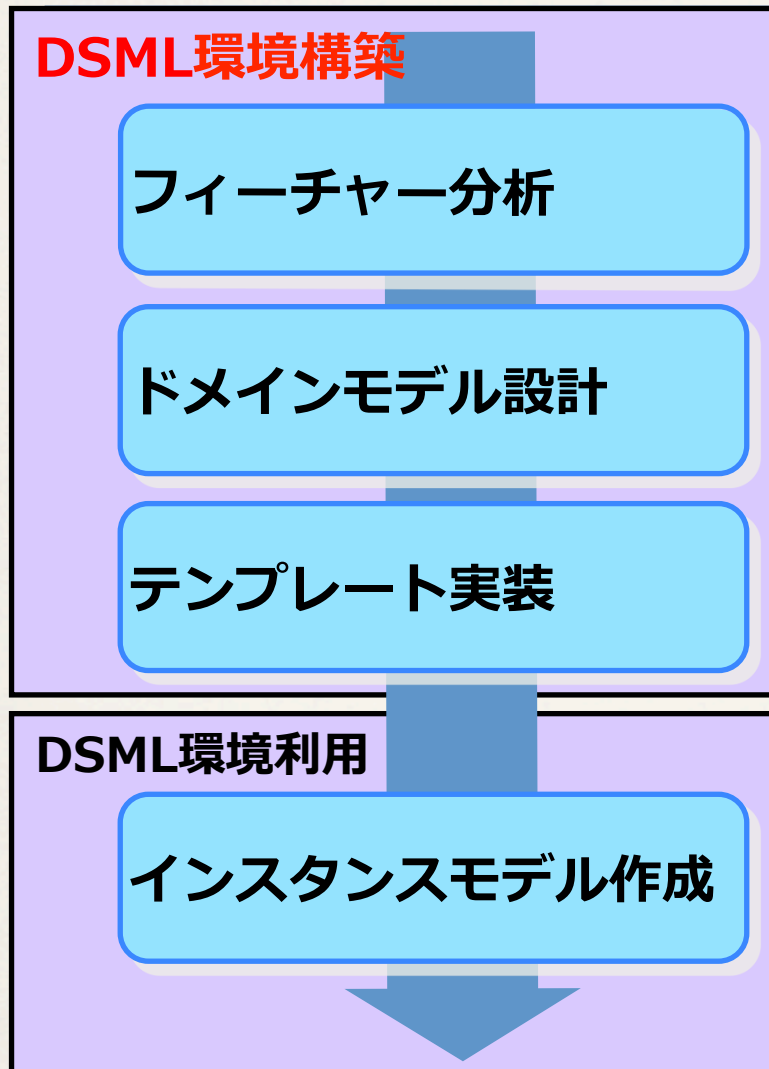 DSML環境構築
フィーチャー分析
ドメインモデル設計
テンプレート実装
DSML環境利用
インスタンスモデル作成